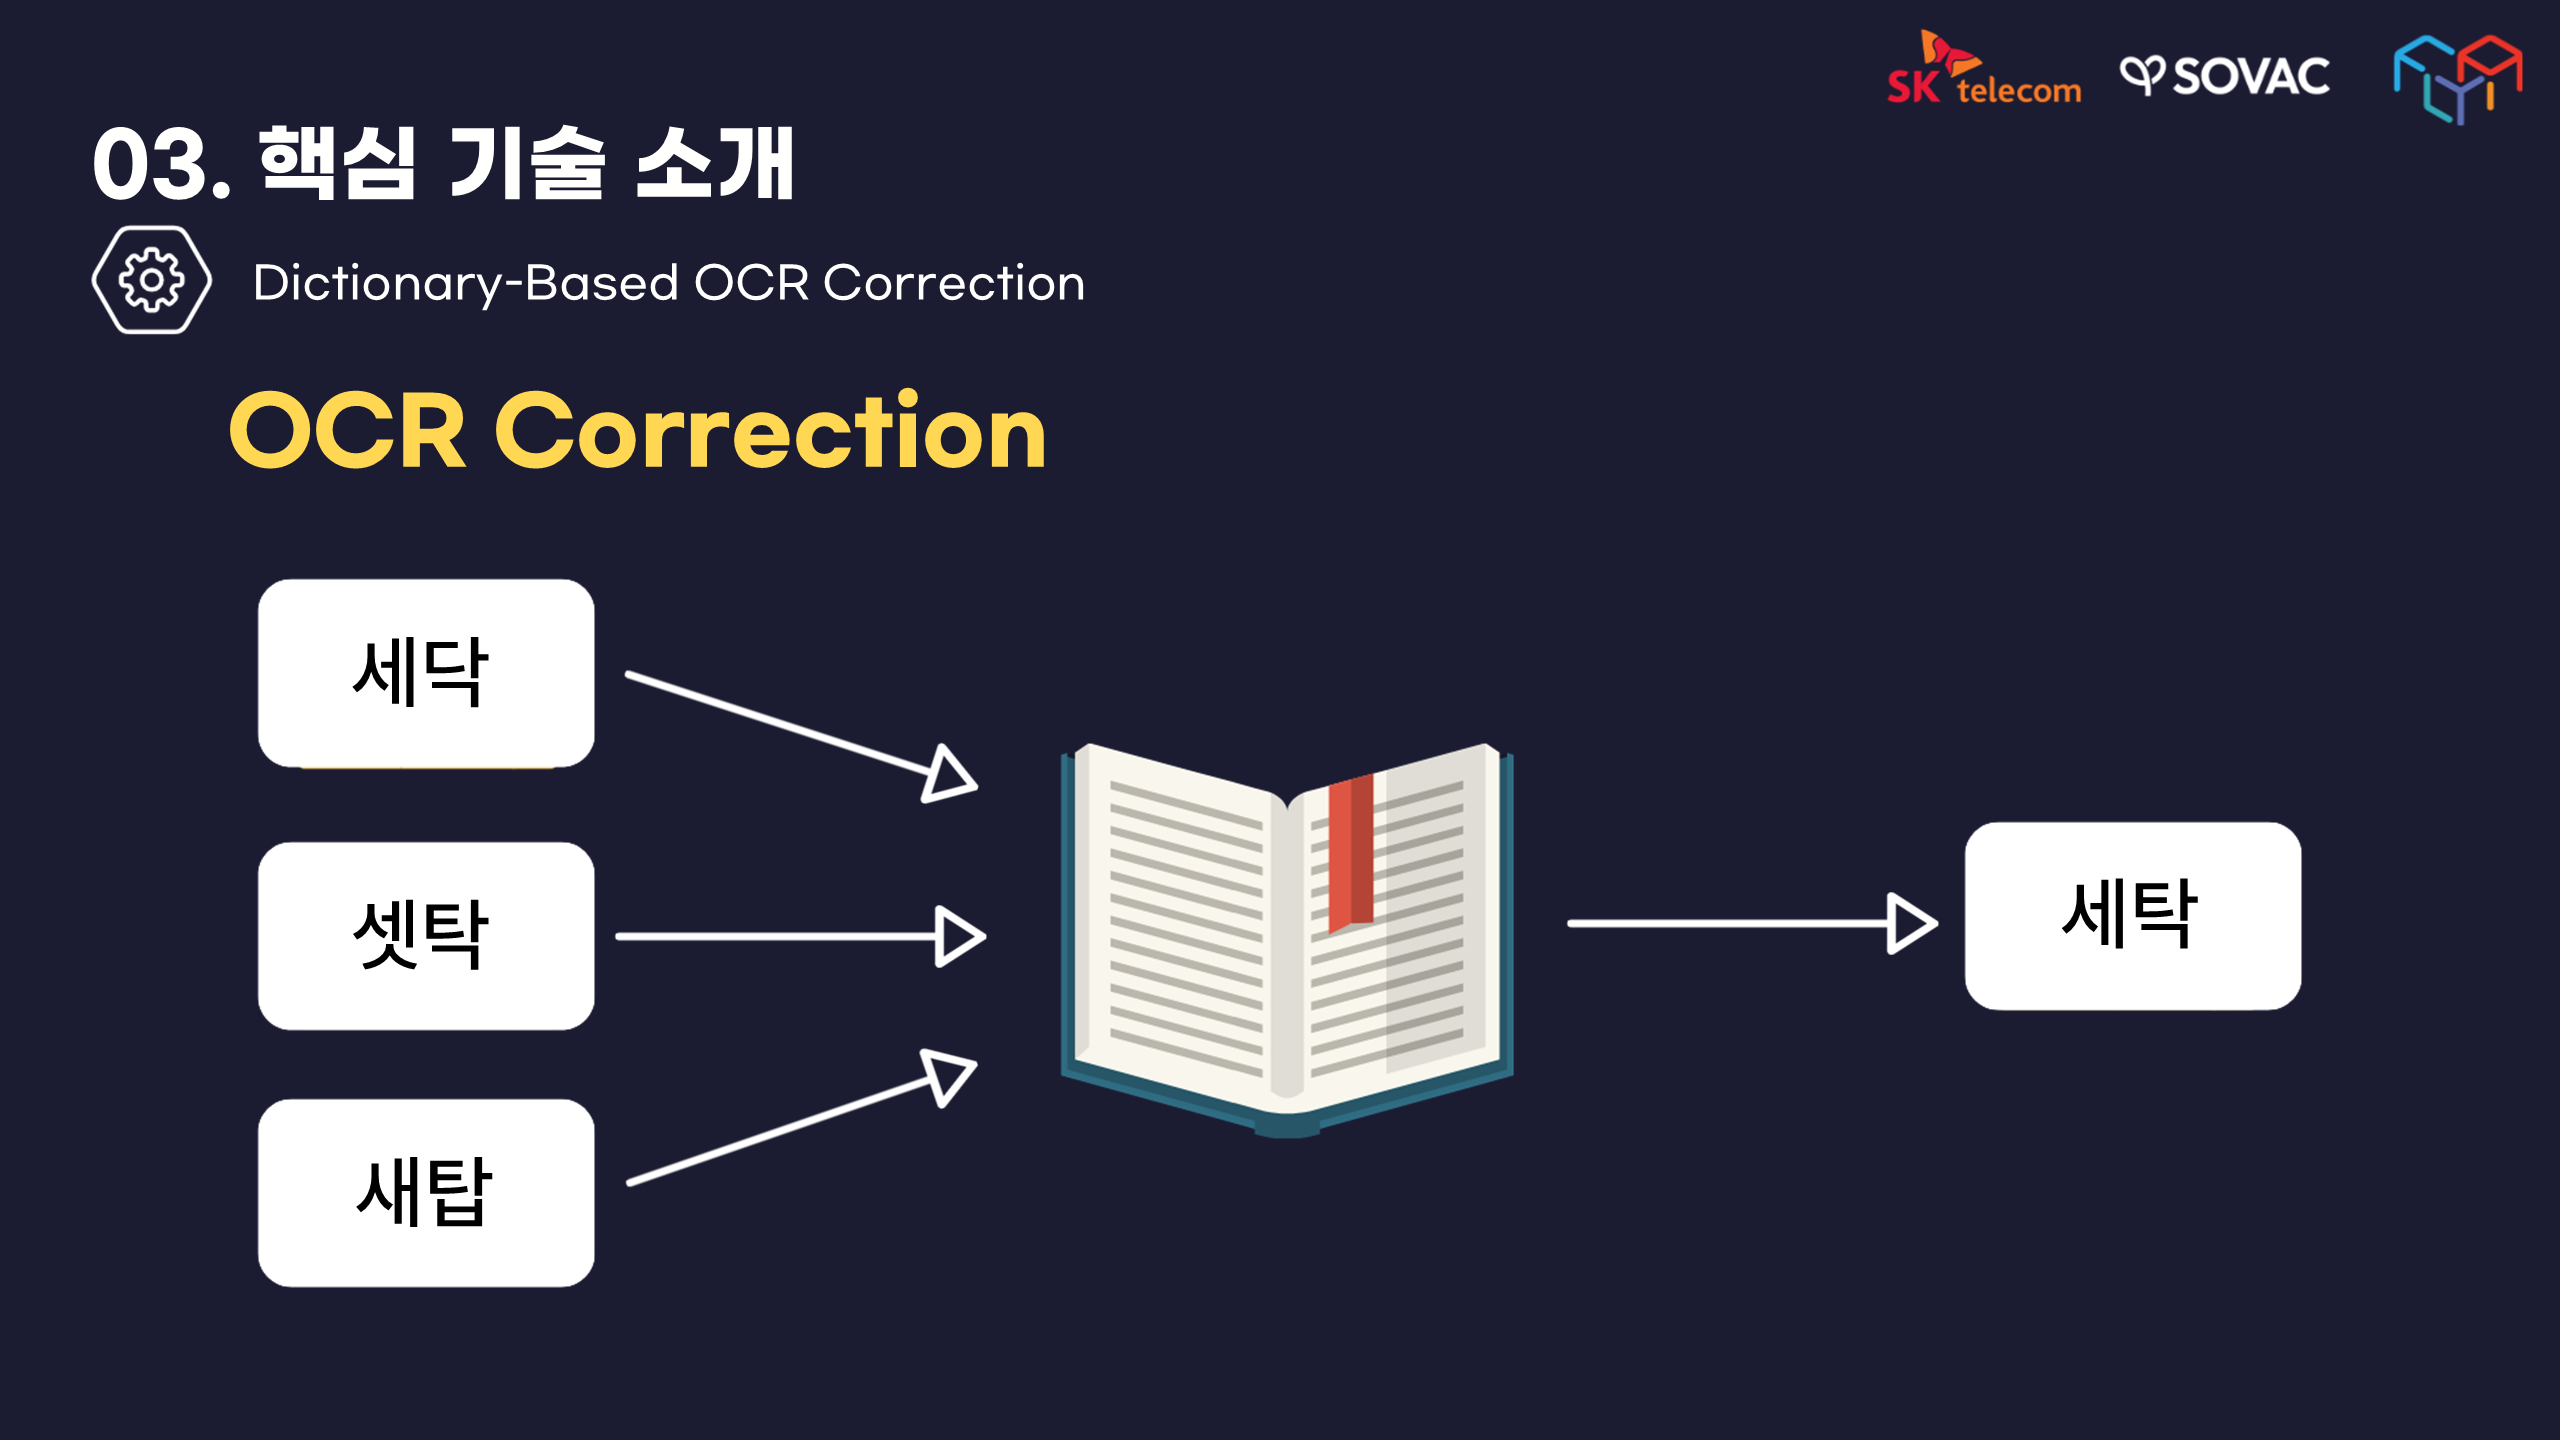 SK telecom
SOVAC
03. 핵심 기술 소개
Dictionary-Based OCR Correction
OCR Correction
세닥
셋탁
새탑
세탁